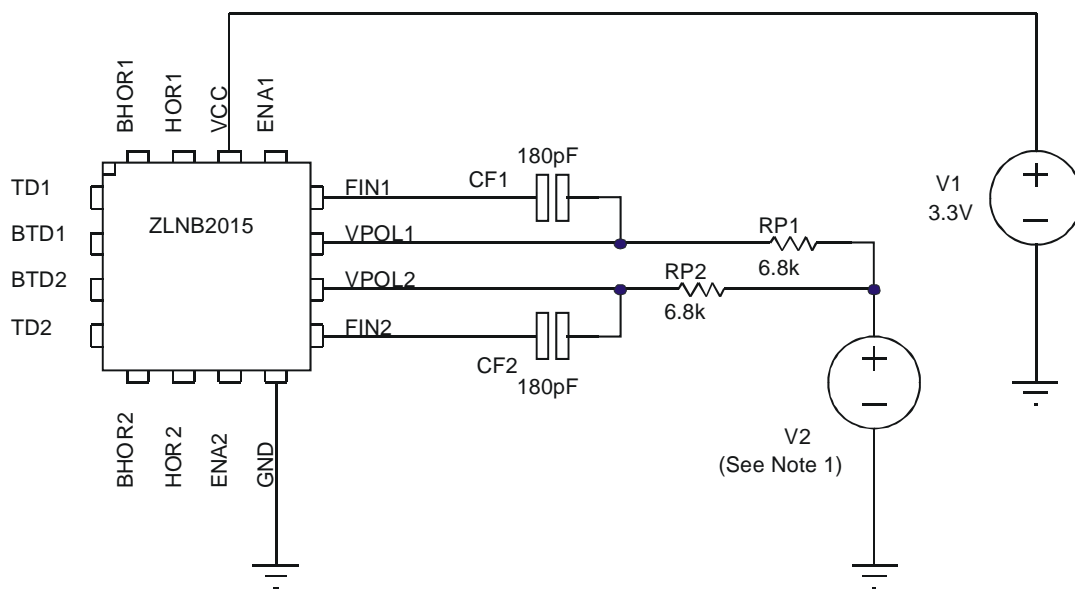 BHOR1
HOR1
VCC
ENA1
180pF
CF1
TD1
FIN1
V1
3.3V
ZLNB2015
BTD1
VPOL1
RP1
6.8k
BTD2
VPOL2
RP2
6.8k
TD2
FIN2
CF2
180pF
BHOR2
HOR2
ENA2
GND
V2
(See Note 1)